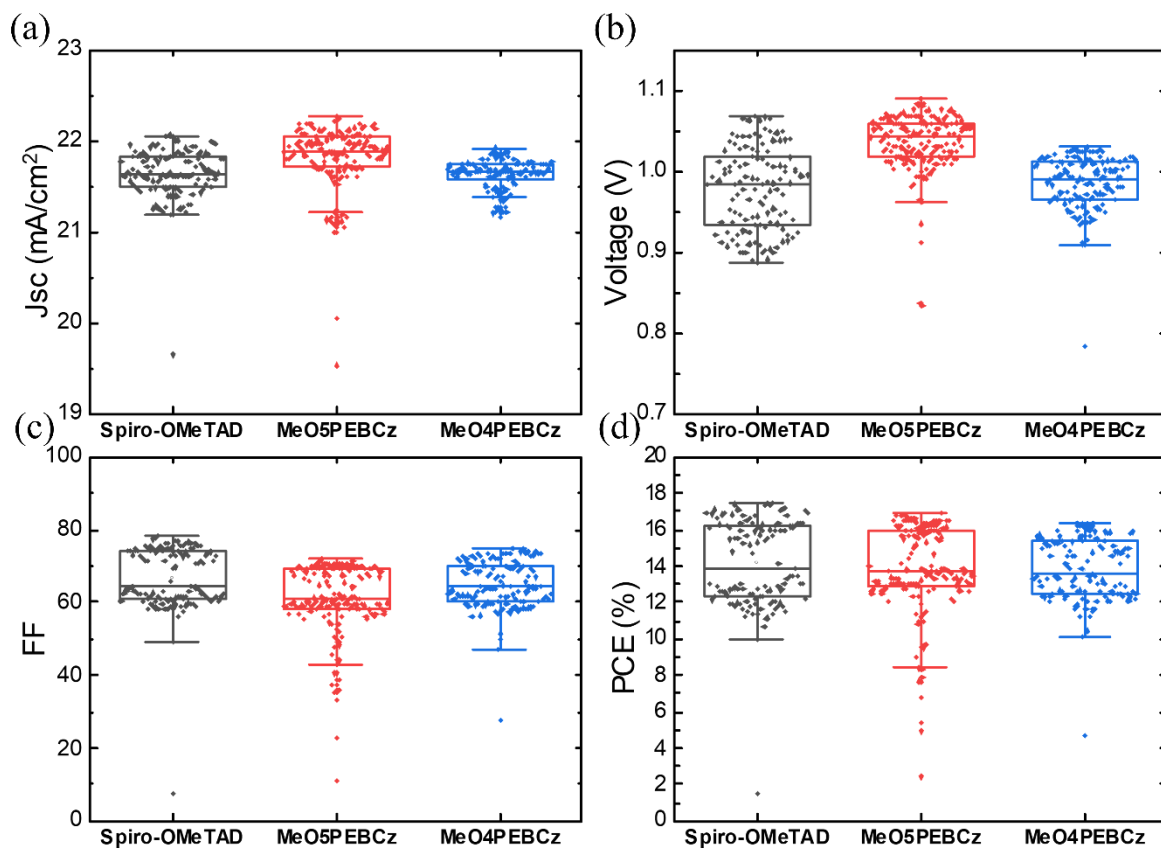 (a)
23
22
21
20
19
Jsc (mA/cm²)
Spiro-OMeTAD MeO5PEBCz MeO4PEBCz
(b)
1.1
1.0
0.9
0.8
0.7
Voltage (V)
Spiro-OMeTAD MeO5PEBCz MeO4PEBCz
(c)
100
80
60
40
20
0
FF
Spiro-OMeTAD MeO5PEBCz MeO4PEBCz
(d)
20
18
16
14
12
10
8
6
4
2
0
PCE (%)
Spiro-OMeTAD MeO5PEBCz MeO4PEBCz